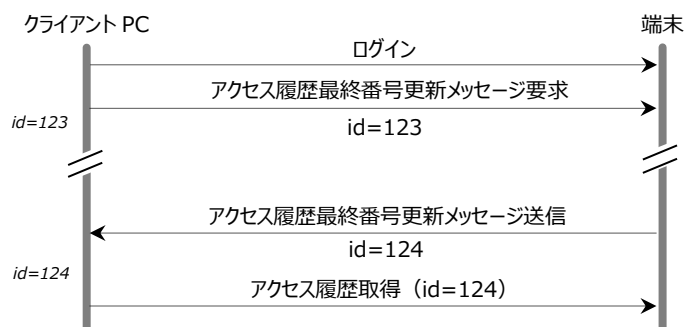 クライアント PC
端末
ログイン
アクセス履歴最終番号更新メッセージ要求
id=123
id=123
アクセス履歴最終番号更新メッセージ送信
id=124
id=124
アクセス履歴取得（id=124）